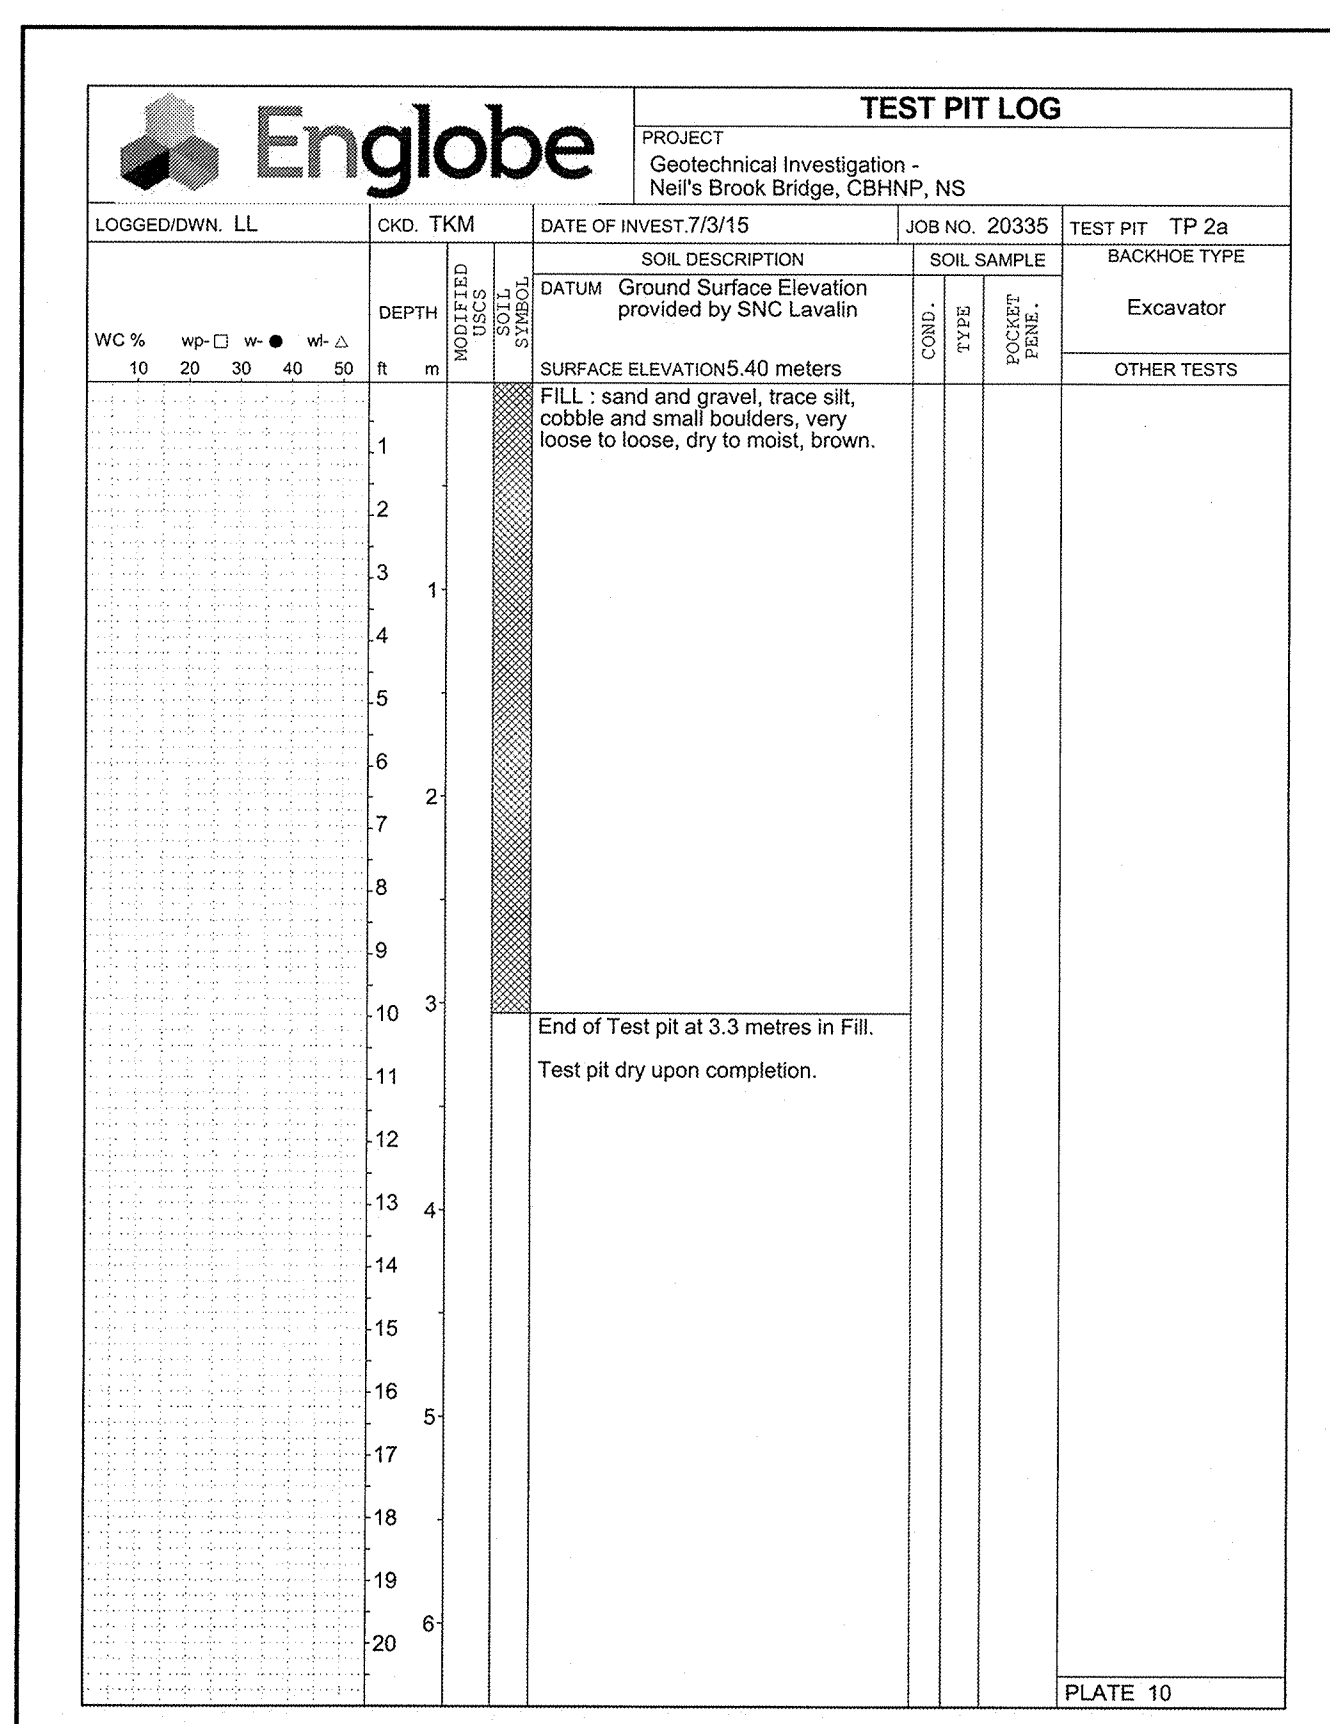 Englobe
TEST PIT LOG
PROJECT
Geotechnical Investigation -
Neil's Brook Bridge, CBHNP, NS
LOGGED/DWN. LL
CKD. TKM
DATE OF INVEST.7/3/15
JOB NO. 20335
TEST PIT TP 2a
WC % wp-□ w-● wl-△
10 20 30 40 50
DEPTH
ft m
MODIFIED
USCS
SOIL
SYMBOL
SOIL DESCRIPTION
DATUM Ground Surface Elevation
provided by SNC Lavalin
SURFACE ELEVATION5.40 meters
SOIL SAMPLE
COND.
TYPE
POCKET
PENE.
BACKHOE TYPE
Excavator
OTHER TESTS
FILL : sand and gravel, trace silt,
cobble and small boulders, very
loose to loose, dry to moist, brown.
1
2
3
1
4
5
6
2
7
8
9
3
10
End of Test pit at 3.3 metres in Fill.
Test pit dry upon completion.
11
12
13
4
14
15
16
5
17
18
19
6
20
PLATE 10